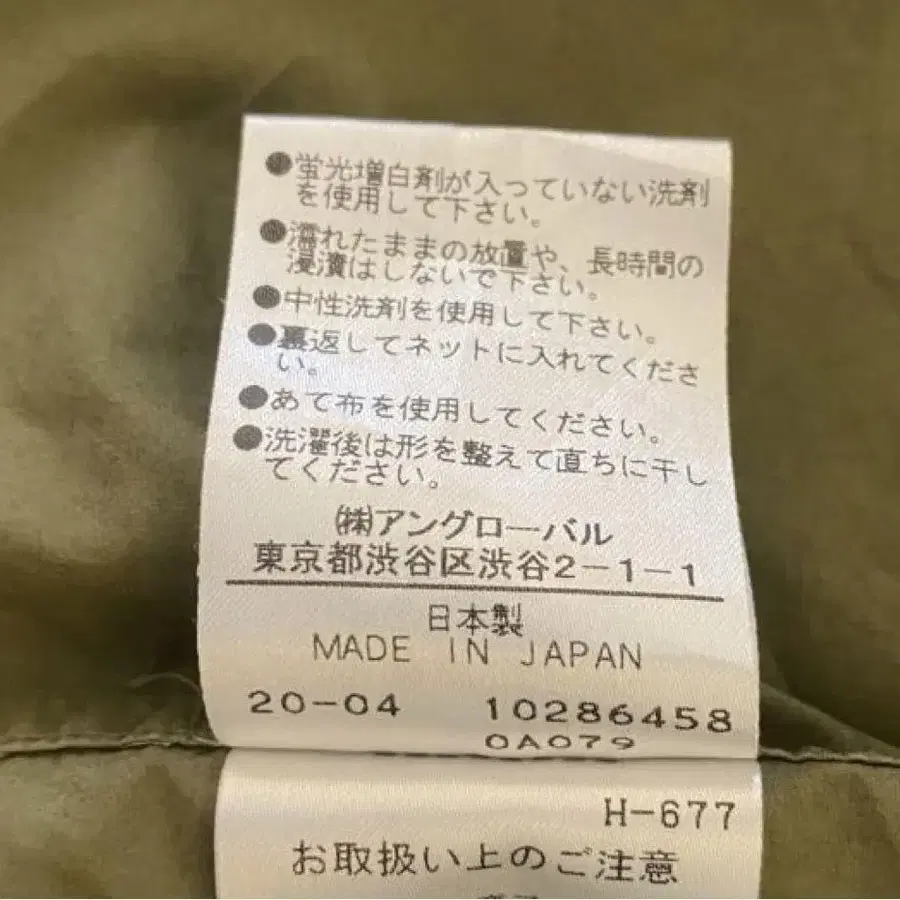 ●蛍光増白剤が入っていない洗剤
を使用して下さい。
●濡れたままの放置や、長時間の
浸漬はしないで下さい。
●中性洗剤を使用して下さい。
●裏返してネットに入れてくださ
い。
●あて布を使用してください。
●洗濯後は形を整えて直ちに干し
てください。
㈱アングローバル
東京都渋谷区渋谷2-1-1
日本製
MADE IN JAPAN
20-04 10286458
0A079
H-677
お取扱い上のご注意